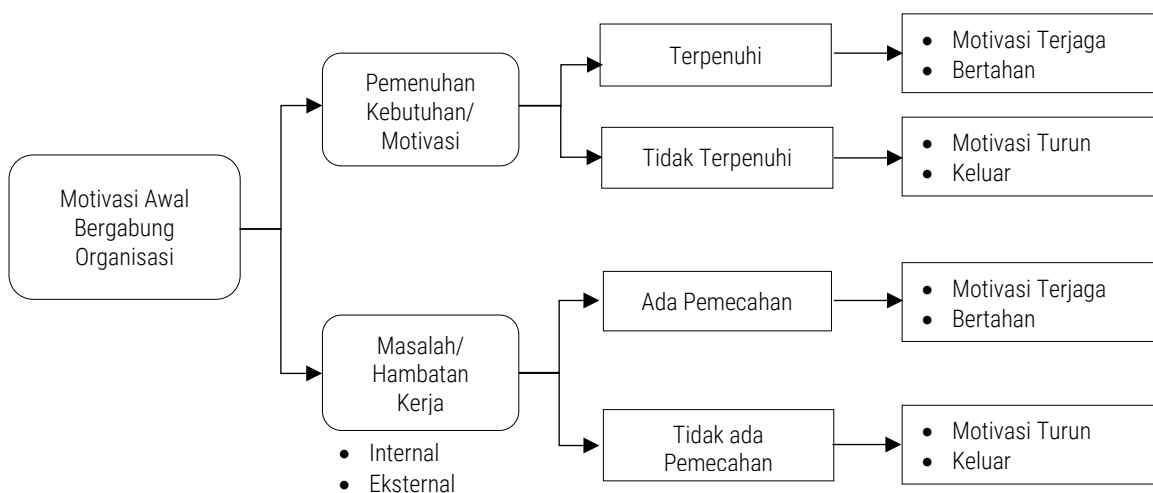 Motivasi Awal
Bergabung
Organisasi
Pemenuhan
Kebutuhan/
Motivasi
Terpenuhi
• Motivasi Terjaga
• Bertahan
Tidak Terpenuhi
• Motivasi Turun
• Keluar
Masalah/
Hambatan
Kerja
• Internal
• Eksternal
Ada Pemecahan
• Motivasi Terjaga
• Bertahan
Tidak ada
Pemecahan
• Motivasi Turun
• Keluar